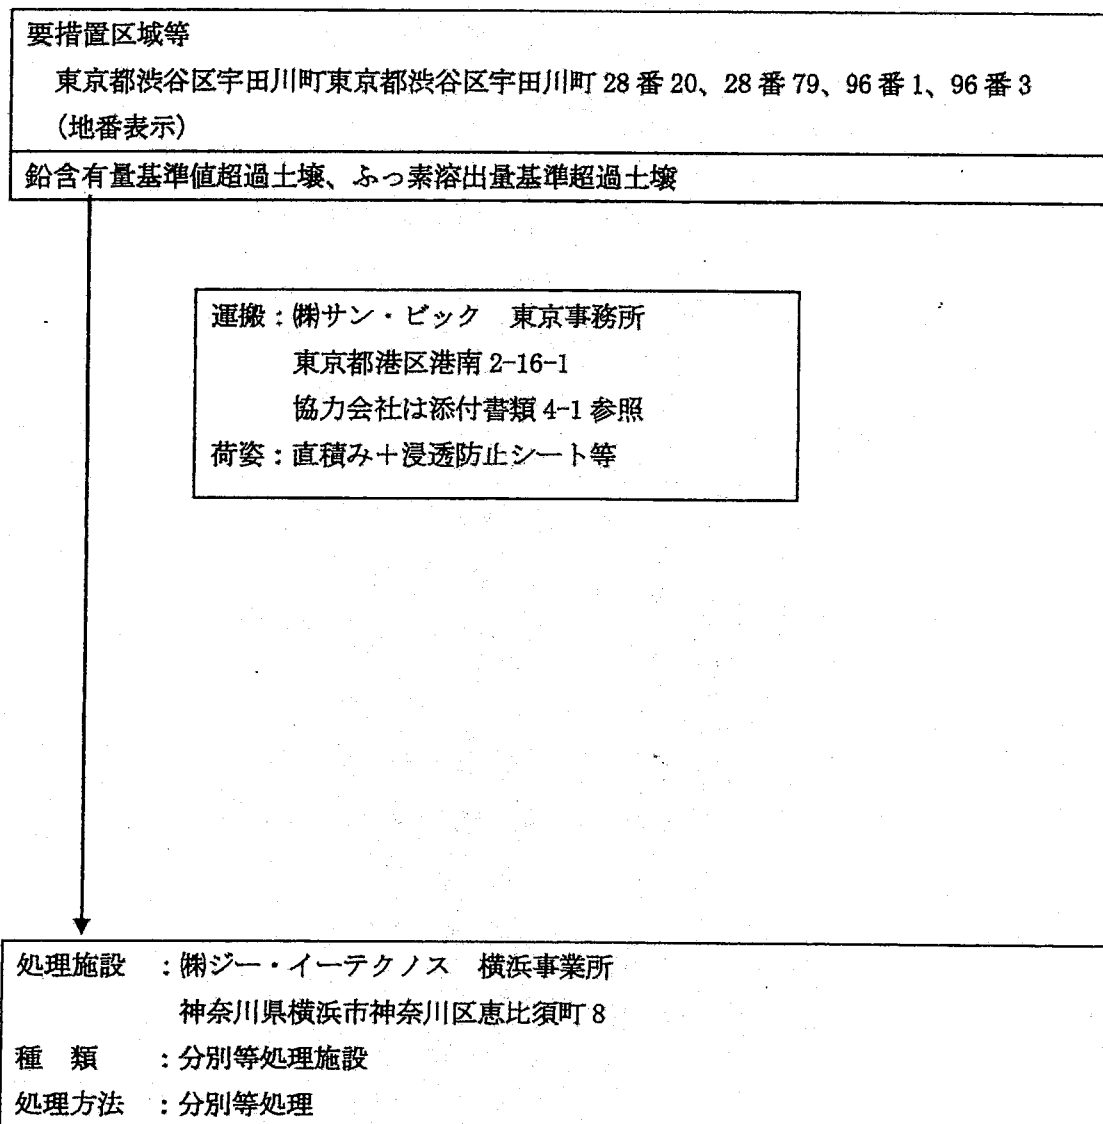 要措置区域等
東京都渋谷区宇田川町東京都渋谷区宇田川町 28 番 20、28 番 79、96 番 1、96 番 3
(地番表示)
鉛含有量基準値超過土壌、ふっ素溶出量基準超過土壌
運搬：㈱サン・ビック 東京事務所
東京都港区港南 2-16-1
協力会社は添付書類 4-1 参照
荷姿：直積み＋浸透防止シート等
処理施設 ：㈱ジー・イーテクノス 横浜事業所
神奈川県横浜市神奈川区恵比須町 8
種 類 ：分別等処理施設
処理方法 ：分別等処理